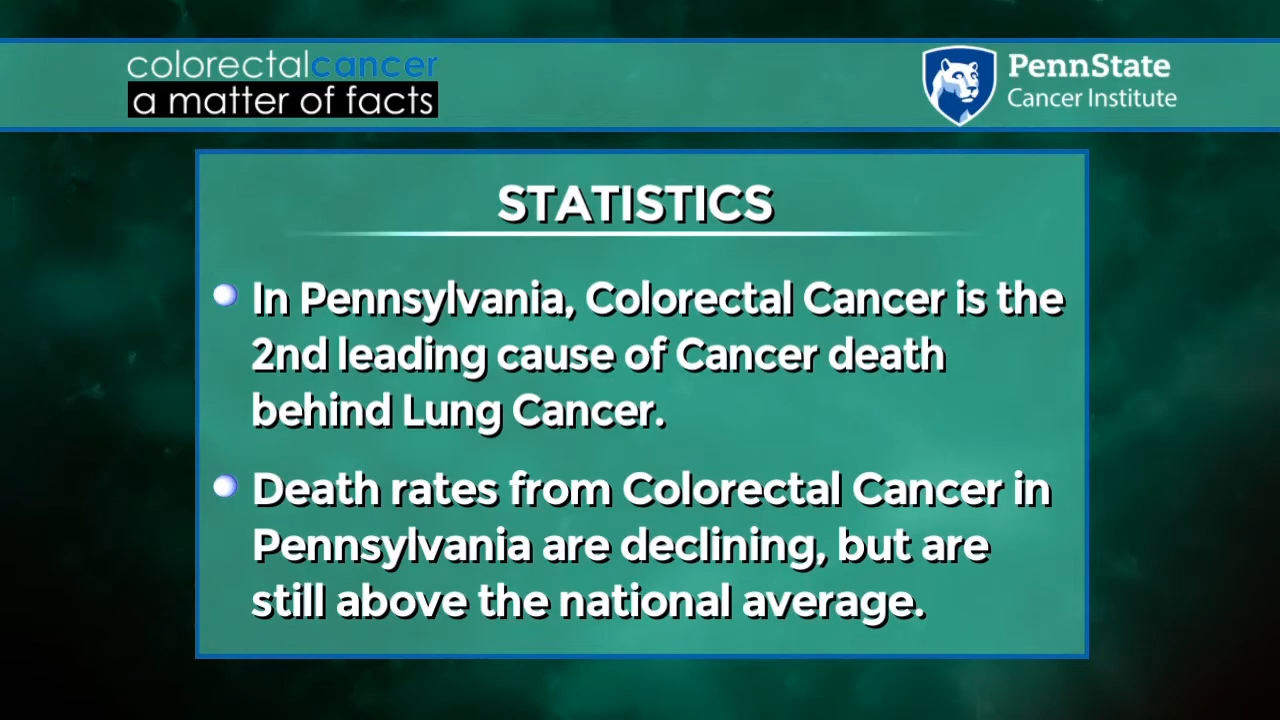 colorectalcancer
a matter of facts
PennState
Cancer Institute
STATISTICS
In Pennsylvania, Colorectal Cancer is the
2nd leading cause of Cancer death
behind Lung Cancer.
Death rates from Colorectal Cancer in
Pennsylvania are declining, but are
still above the national average.